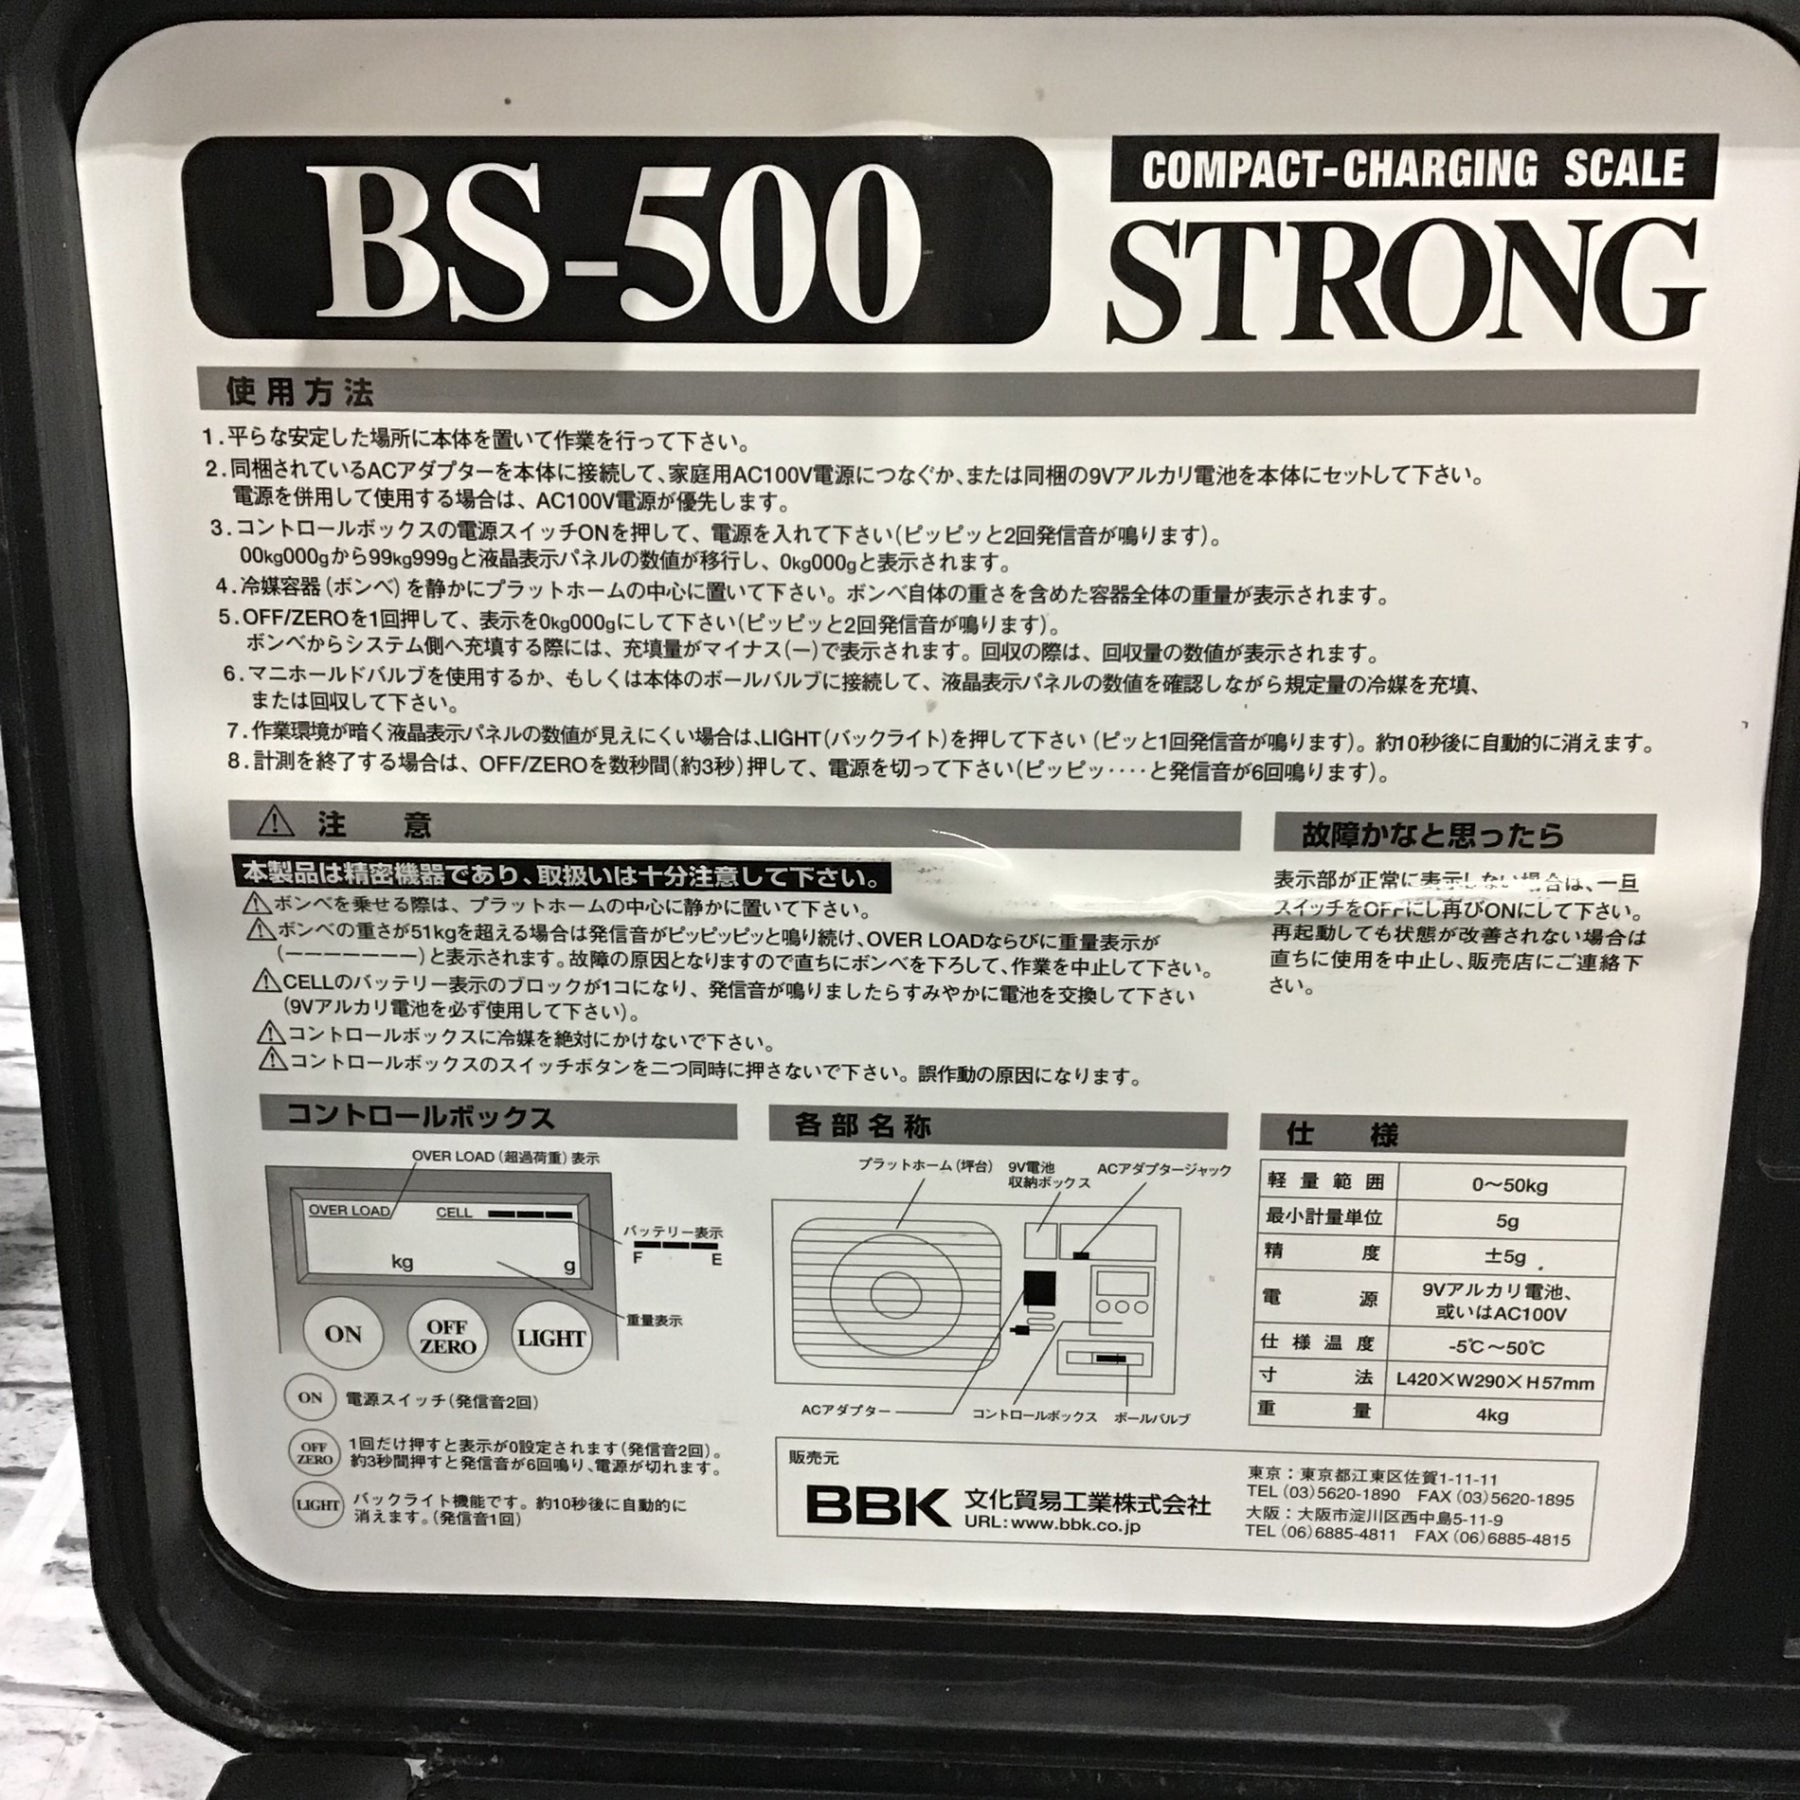 BS-500
COMPACT-CHARGING SCALE
STRONG
使用方法
1.平らな安定した場所に本体を置いて作業を行って下さい。
2.同梱されているACアダプターを本体に接続して、家庭用AC100V電源につなぐか、または同梱の9Vアルカリ電池を本体にセットして下さい。
電源を併用して使用する場合は、AC100V電源が優先します。
3.コントロールボックスの電源スイッチONを押して、電源を入れて下さい(ピッピッと2回発信音が鳴ります)。
00kg000gから99kg999gと液晶表示パネルの数値が移行し、0kg000gと表示されます。
4.冷媒容器(ボンベ)を静かにプラットホームの中心に置いて下さい。ボンベ自体の重さを含めた容器全体の重量が表示されます。
5.OFF/ZEROを1回押して、表示を0kg000gにして下さい(ピッピッと2回発信音が鳴ります)。
ボンベからシステム側へ充填する際には、充填量がマイナス(ー)で表示されます。回収の際は、回収量の数値が表示されます。
6.マニホールドバルブを使用するか、もしくは本体のボールバルブに接続して、液晶表示パネルの数値を確認しながら規定量の冷媒を充填、
または回収して下さい。
7.作業環境が暗く液晶表示パネルの数値が見えにくい場合は、LIGHT(バックライト)を押して下さい(ピッと1回発信音が鳴ります)。約10秒後に自動的に消えます。
8.計測を終了する場合は、OFF/ZEROを数秒間(約3秒)押して、電源を切って下さい(ピッピッ‥‥と発信音が6回鳴ります)。
⚠ 注 意
本製品は精密機器であり、取扱いは十分注意して下さい。
⚠ボンベを乗せる際は、プラットホームの中心に静かに置いて下さい。
⚠ボンベの重さが51kgを超える場合は発信音がピッピッピッと鳴り続け、OVER LOADならびに重量表示が
(ーーーーーーー)と表示されます。故障の原因となりますので直ちにボンベを下ろして、作業を中止して下さい。
⚠CELLのバッテリー表示のブロックが1コになり、発信音が鳴りましたらすみやかに電池を交換して下さい
(9Vアルカリ電池を必ず使用して下さい)。
⚠コントロールボックスに冷媒を絶対にかけないで下さい。
⚠コントロールボックスのスイッチボタンを二つ同時に押さないで下さい。誤作動の原因になります。
故障かなと思ったら
表示部が正常に表示しない場合は、一旦
スイッチをOFFにし再びONにして下さい。
再起動しても状態が改善されない場合は
直ちに使用を中止し、販売店にご連絡下
さい。
コントロールボックス
OVER LOAD(超過荷重)表示
OVER LOAD CELL
バッテリー表示
F E
kg g
重量表示
ON
OFF
ZERO
LIGHT
ON 電源スイッチ(発信音2回)
OFF
ZERO
1回だけ押すと表示が0設定されます(発信音2回)。
約3秒間押すと発信音が6回鳴り、電源が切れます。
LIGHT
バックライト機能です。約10秒後に自動的に
消えます。(発信音1回)
各部名称
プラットホーム(坪台)
9V電池
収納ボックス
ACアダプタージャック
ACアダプター
コントロールボックス
ボールバルブ
仕 様
軽量範囲 0〜50kg
最小計量単位 5g
精度 ±5g
電源 9Vアルカリ電池、
或いはAC100V
仕様温度 -5℃〜50℃
寸法 L420×W290×H57mm
重量 4kg
販売元
BBK 文化貿易工業株式会社
URL:www.bbk.co.jp
東京：東京都江東区佐賀1-11-11
TEL(03)5620-1890 FAX(03)5620-1895
大阪：大阪市淀川区西中島5-11-9
TEL(06)6885-4811 FAX(06)6885-4815